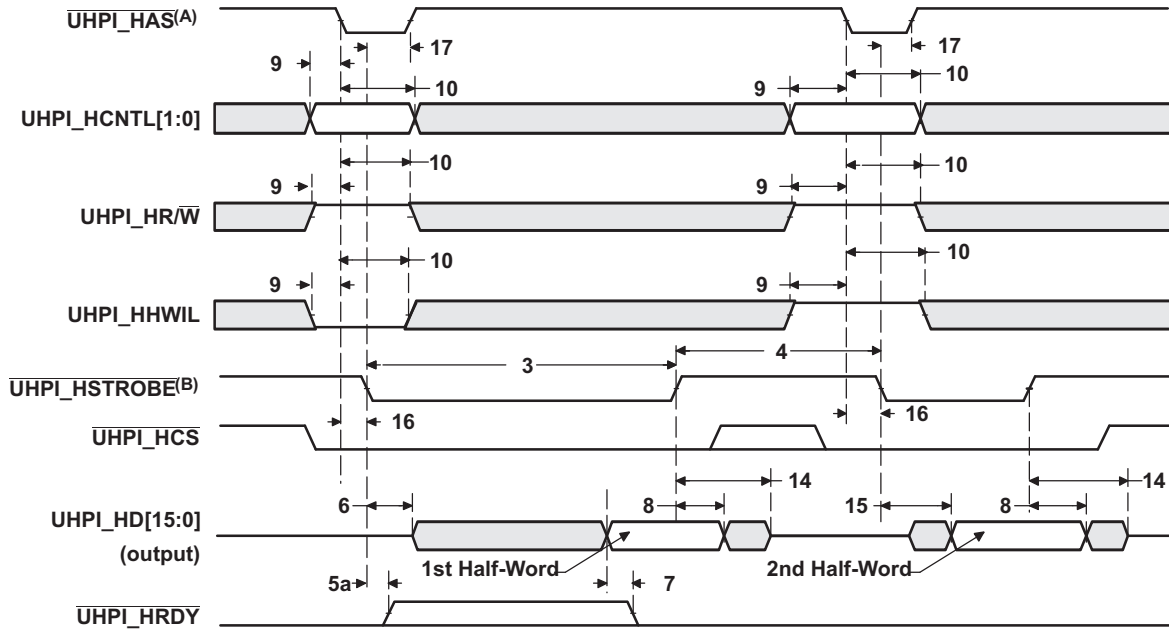 UHPI_HAS(A)
17
17
9
10
9
10
UHPI_HCNTL[1:0]
10
10
9
9
UHPI_HR/W
10
10
9
9
UHPI_HHWIL
3
4
UHPI_HSTROBE(B)
16
16
UHPI_HCS
14
14
6
8
15
8
UHPI_HD[15:0]
(output)
1st Half-Word
2nd Half-Word
5a
7
UHPI_HRDY